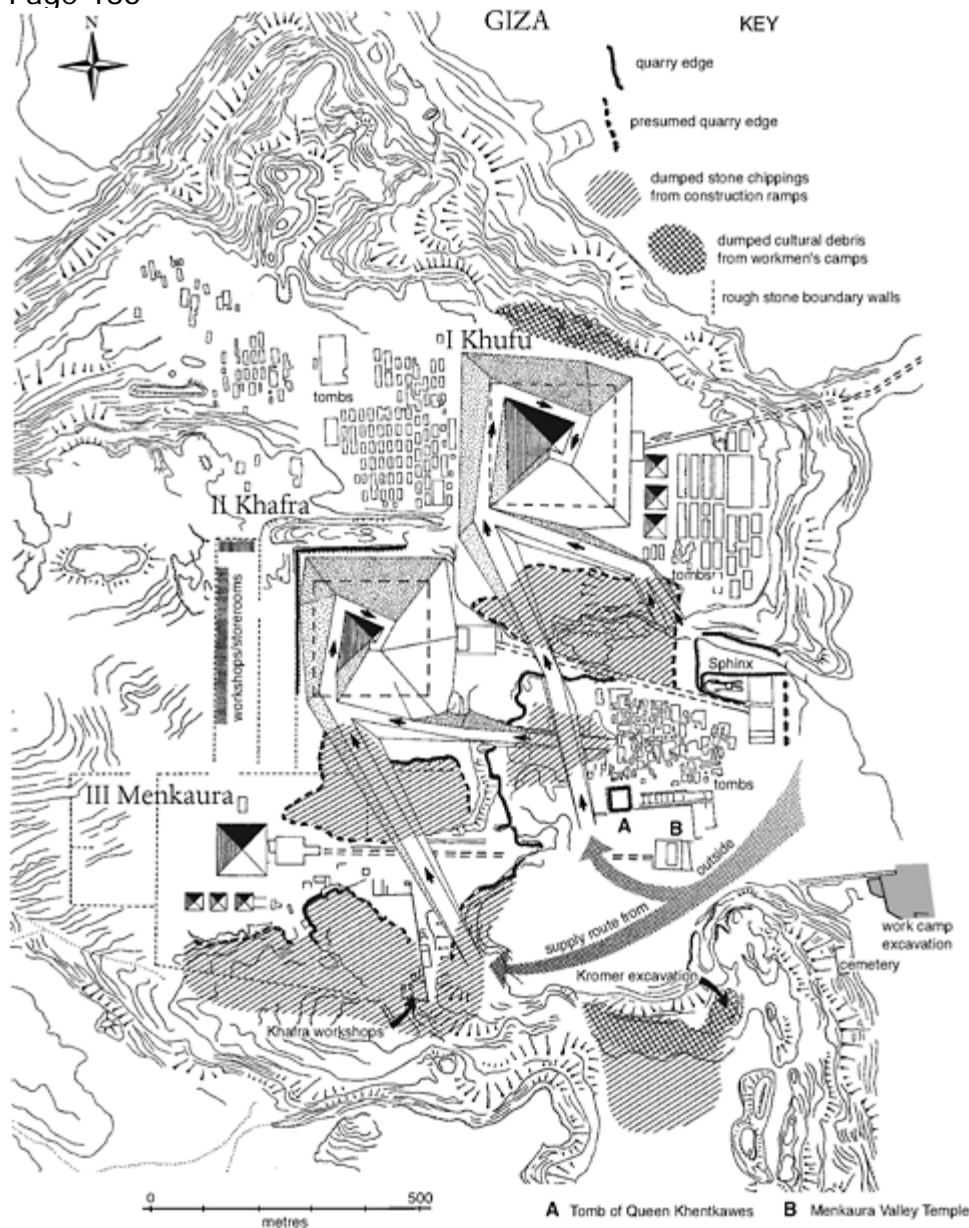 N
GIZA
KEY
quarry edge
presumed quarry edge
dumped stone chippings
from construction ramps
dumped cultural debris
from workmen's camps
rough stone boundary walls
I Khufu
tombs
II Khafra
workshops/storerooms
tombs
Sphinx
III Menkaura
tombs
A
B
outside
supply route from
work camp
excavation
Kromer excavation
cemetery
Khafra workshops
0
500
metres
A Tomb of Queen Khentkawes
B Menkaura Valley Temple